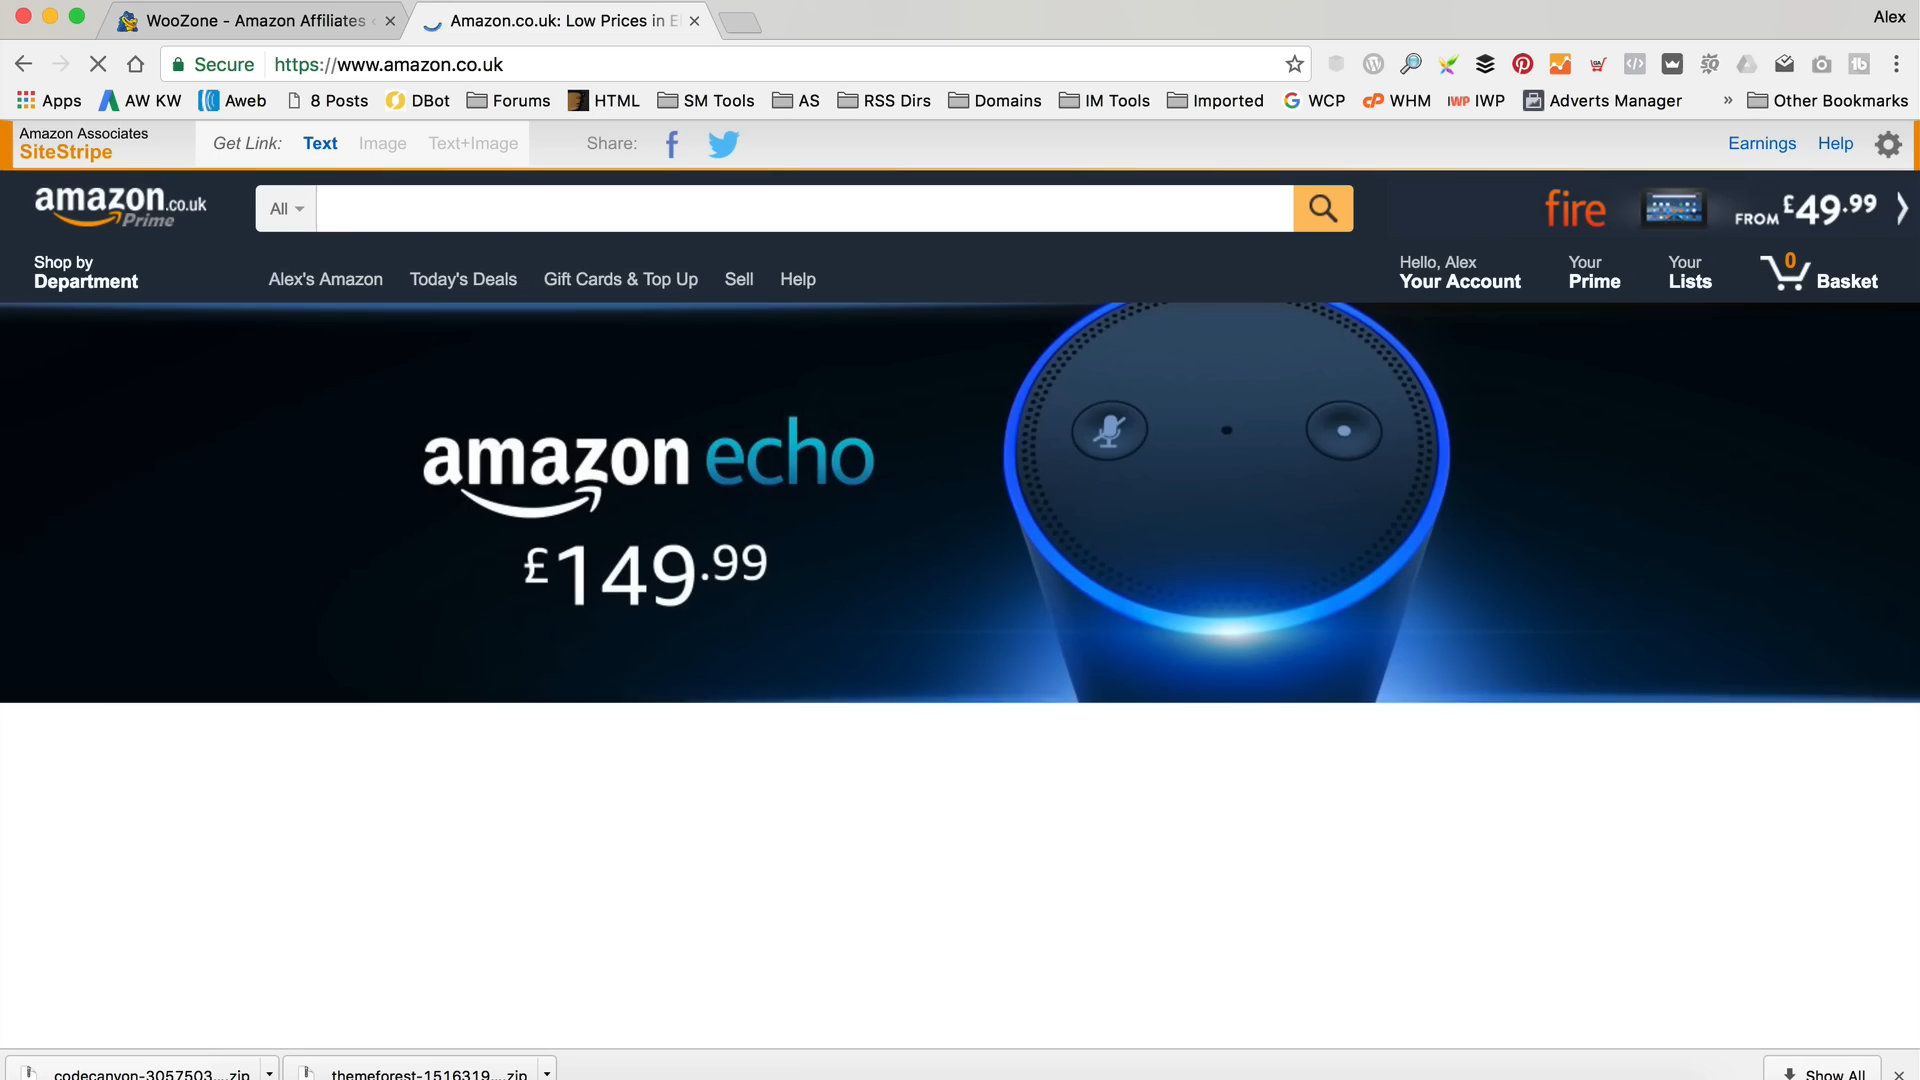 WooZone - Amazon Affiliates
Amazon.co.uk: Low Prices in E
Alex
Secure
https://www.amazon.co.uk
Apps
AW KW
Aweb
8 Posts
DBot
Forums
HTML
SM Tools
AS
RSS Dirs
Domains
IM Tools
Imported
WCP
WHM
IWP
Adverts Manager
»
Other Bookmarks
Amazon Associates
SiteStripe
Get Link:
Text
Image
Text+Image
Share:
Earnings
Help
amazon.co.uk
Prime
All
fire
FROM £49.99
Shop by
Department
Alex's Amazon
Today's Deals
Gift Cards & Top Up
Sell
Help
Hello, Alex
Your Account
Your
Prime
Your
Lists
0
Basket
amazon echo
£149.99
codecanyon-3057503....zip
themeforest-1516319....zip
Show All